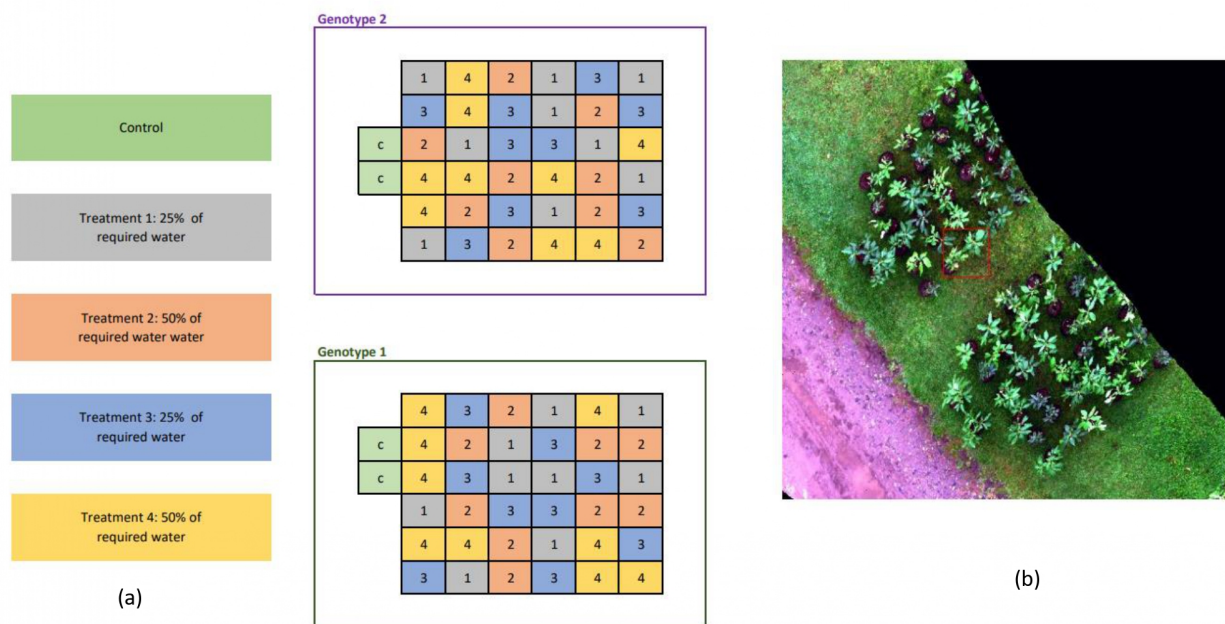 Control
Treatment 1: 25% of
required water
Treatment 2: 50% of
required water water
Treatment 3: 25% of
required water
Treatment 4: 50% of
required water
(a)
Genotype 2
1 4 2 1 3 1
3 4 3 1 2 3
c 2 1 3 3 1 4
c 4 4 2 4 2 1
4 2 3 1 2 3
1 3 2 4 4 2
Genotype 1
4 3 2 1 4 1
c 4 2 1 3 2 2
c 4 3 1 1 3 1
1 2 3 3 2 2
4 4 2 1 4 3
3 1 2 3 4 4
(b)